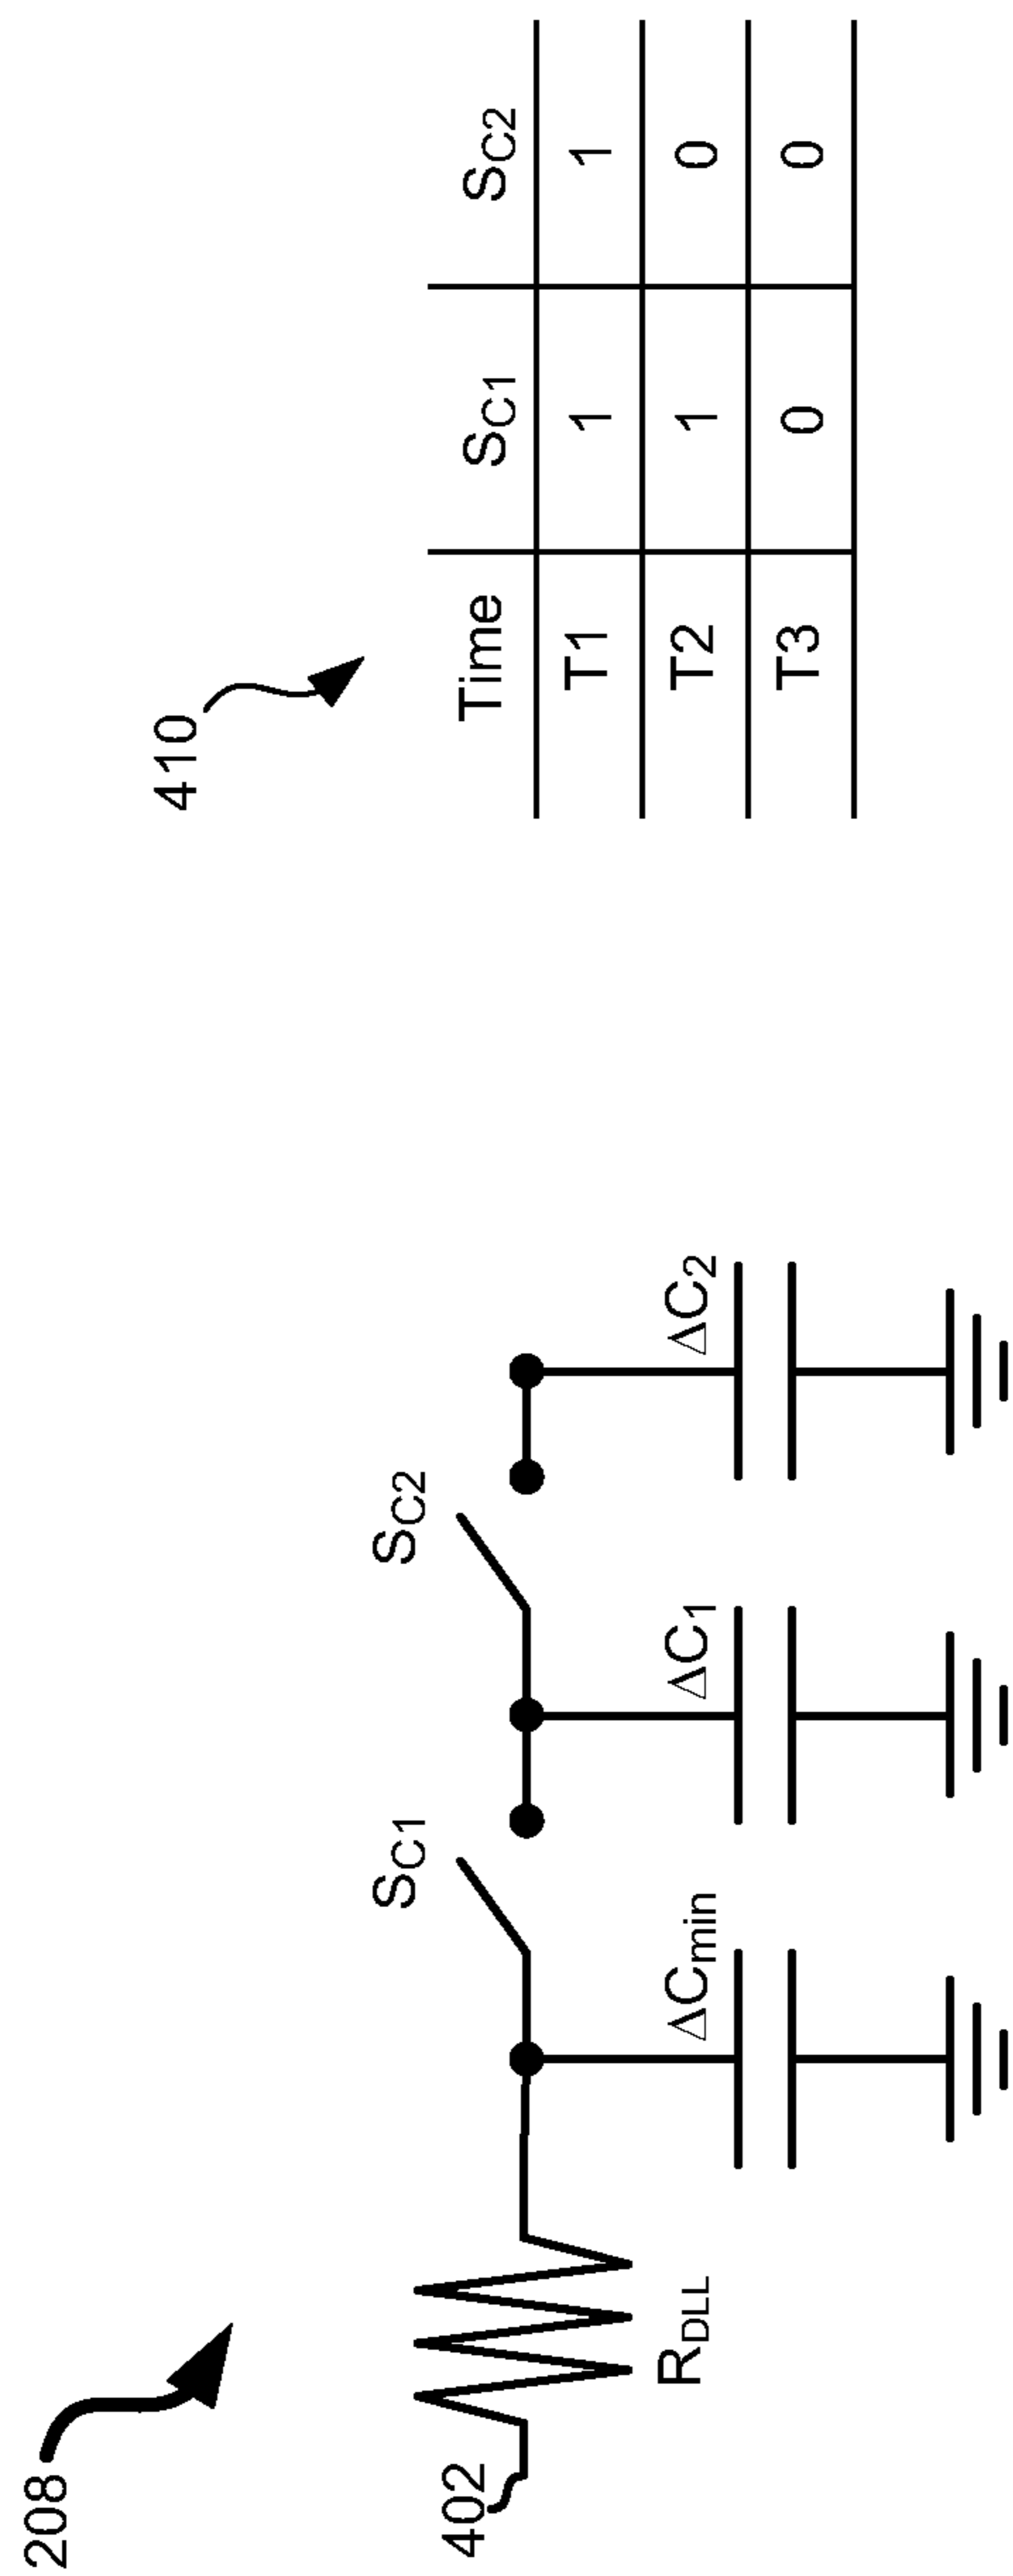 208
402
R_DLL
S_C1
S_C2
ΔC_min
ΔC_1
ΔC_2
410
Time S_C1 S_C2
T1 1 1
T2 1 0
T3 0 0